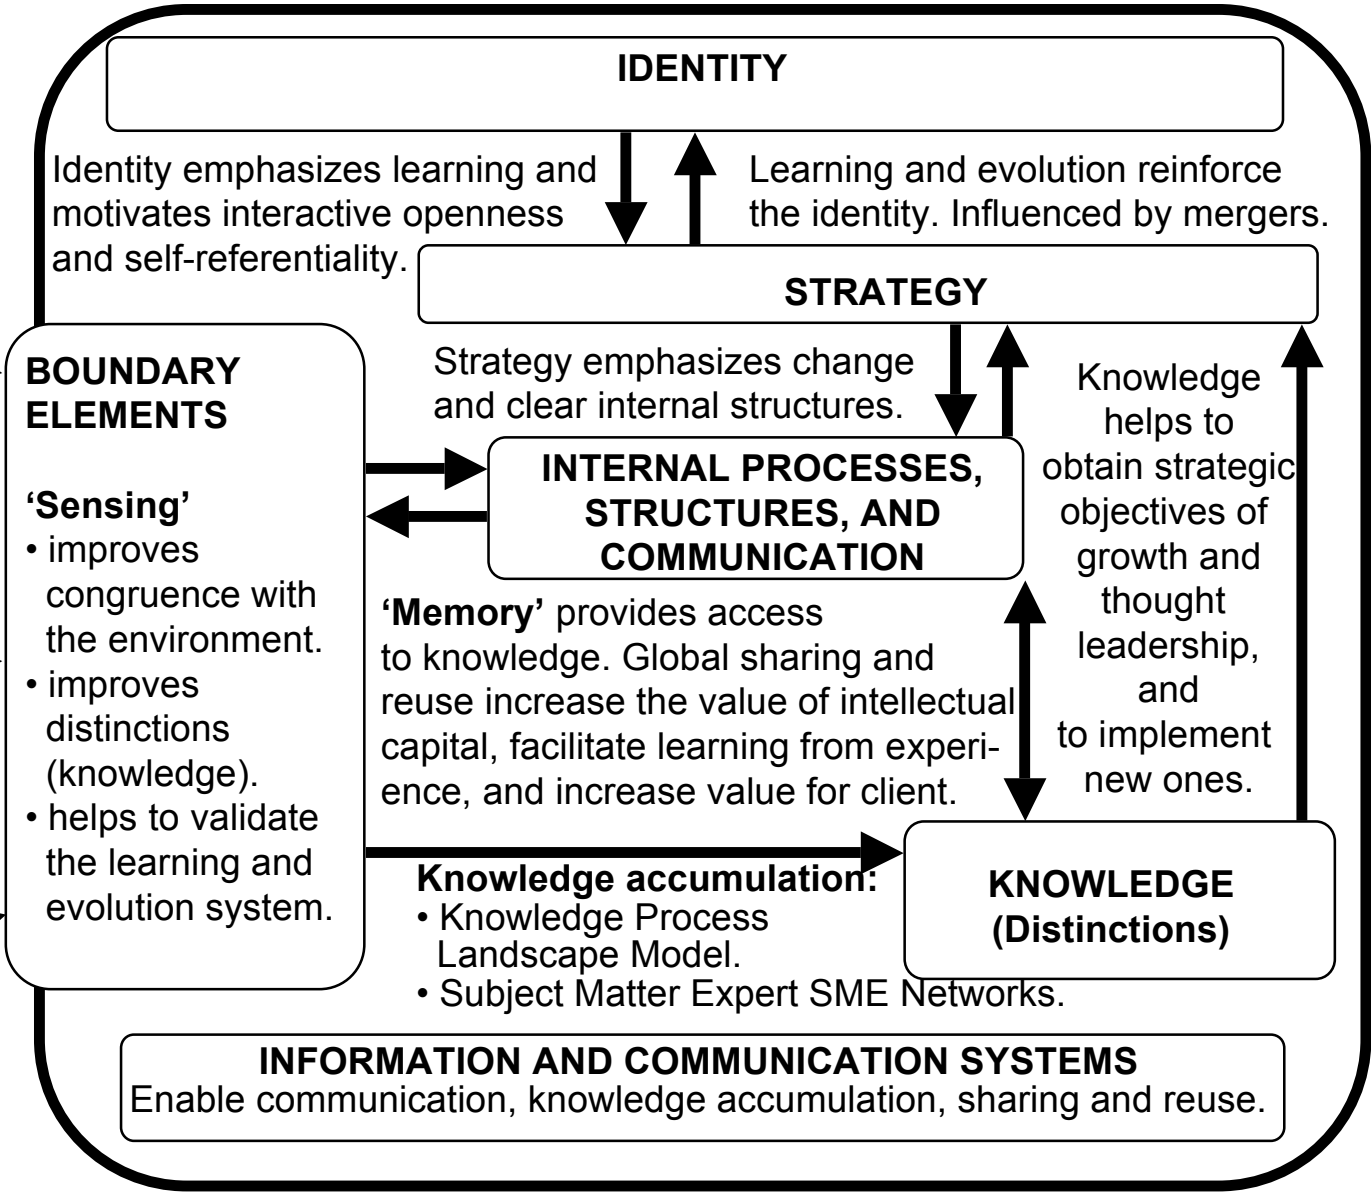 IDENTITY
Identity emphasizes learning and
motivates interactive openness
and self-referentiality.
Learning and evolution reinforce
the identity. Influenced by mergers.
STRATEGY
BOUNDARY
ELEMENTS
‘Sensing’
• improves
congruence with
the environment.
• improves
distinctions
(knowledge).
• helps to validate
the learning and
evolution system.
Strategy emphasizes change
and clear internal structures.
INTERNAL PROCESSES,
STRUCTURES, AND
COMMUNICATION
Knowledge
helps to
obtain strategic
objectives of
growth and
thought
leadership,
and
to implement
new ones.
‘Memory’ provides access
to knowledge. Global sharing and
reuse increase the value of intellectual
capital, facilitate learning from experi-
ence, and increase value for client.
Knowledge accumulation:
• Knowledge Process
Landscape Model.
• Subject Matter Expert SME Networks.
KNOWLEDGE
(Distinctions)
INFORMATION AND COMMUNICATION SYSTEMS
Enable communication, knowledge accumulation, sharing and reuse.